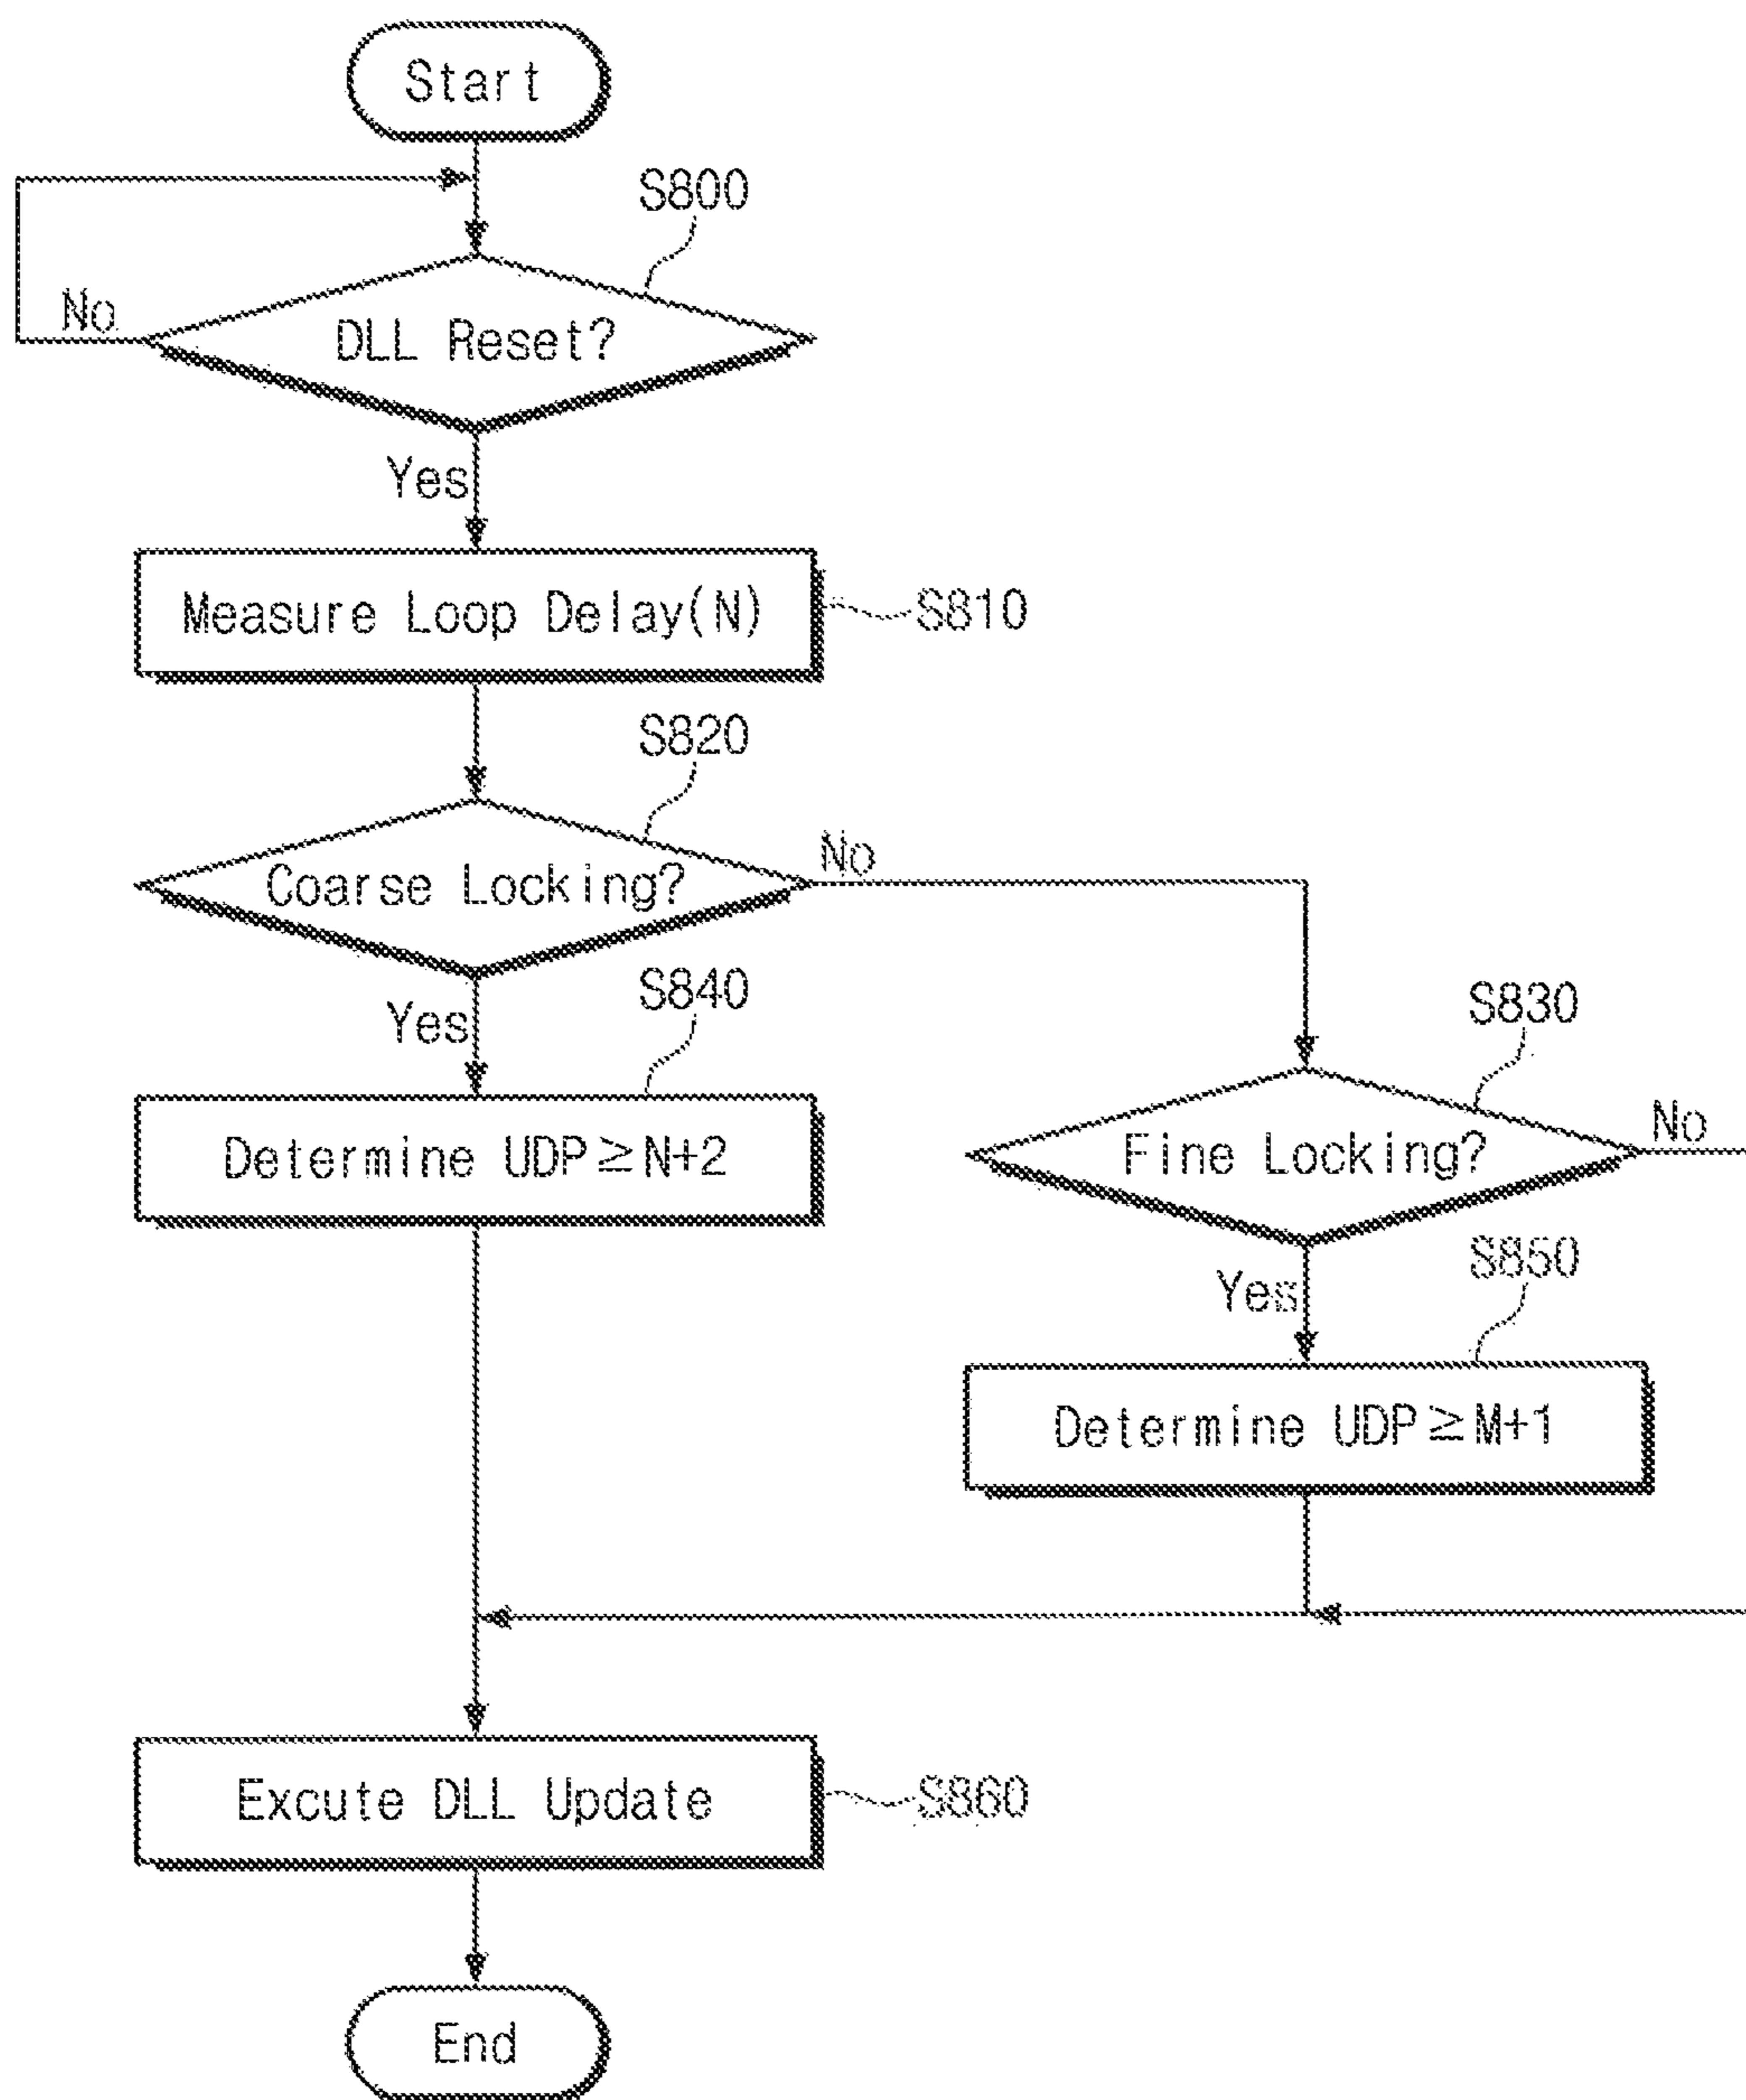 Start
S800
No
DLL Reset?
Yes
Measure Loop Delay(N)
S810
S820
Coarse Locking?
No
Yes
S840
S830
Determine UDP≥N+2
Fine Locking?
No
Yes
S850
Determine UDP≥M+1
Excute DLL Update
S860
End